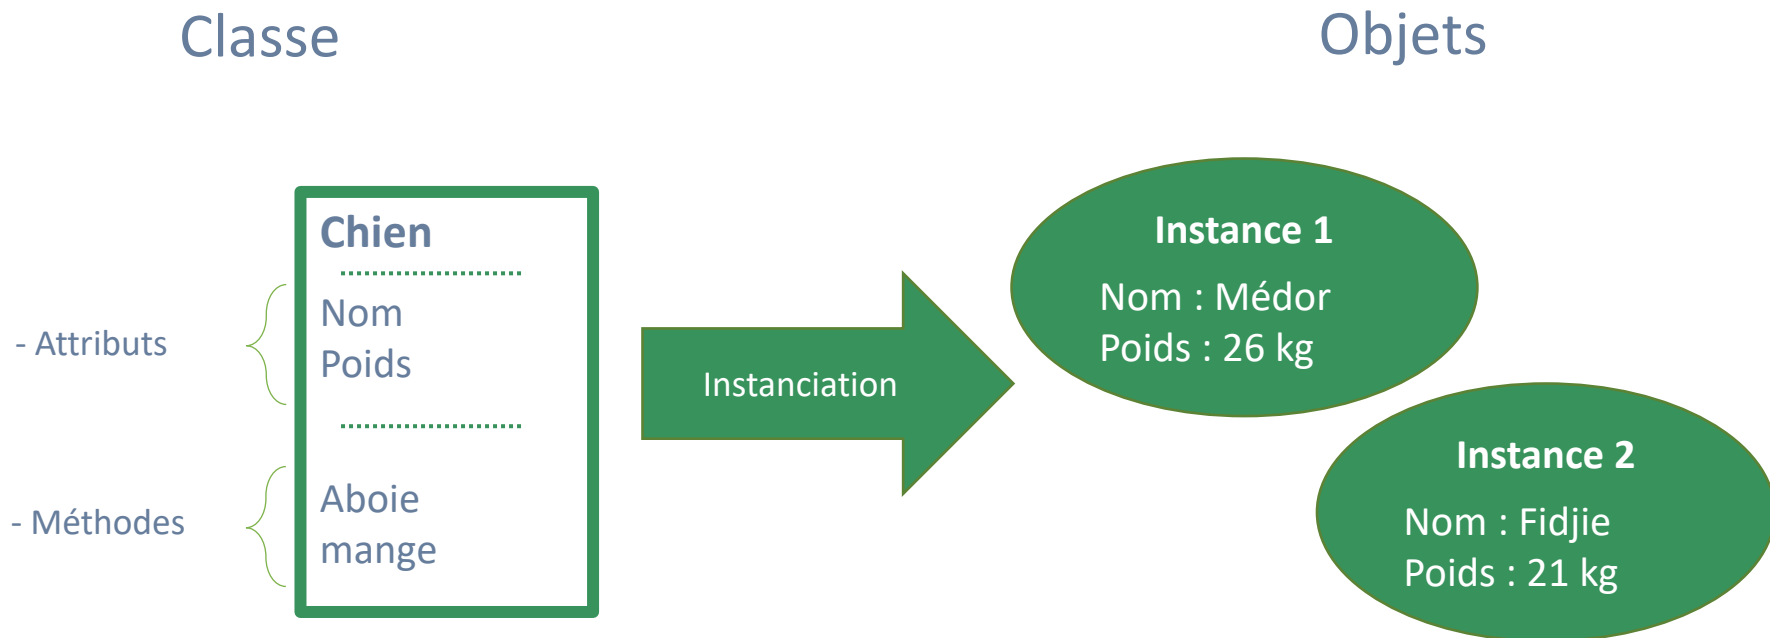 Classe
Objets
Chien
Nom
Poids
- Attributs
Aboie
mange
- Méthodes
Instanciation
Instance 1
Nom : Médor
Poids : 26 kg
Instance 2
Nom : Fidjie
Poids : 21 kg